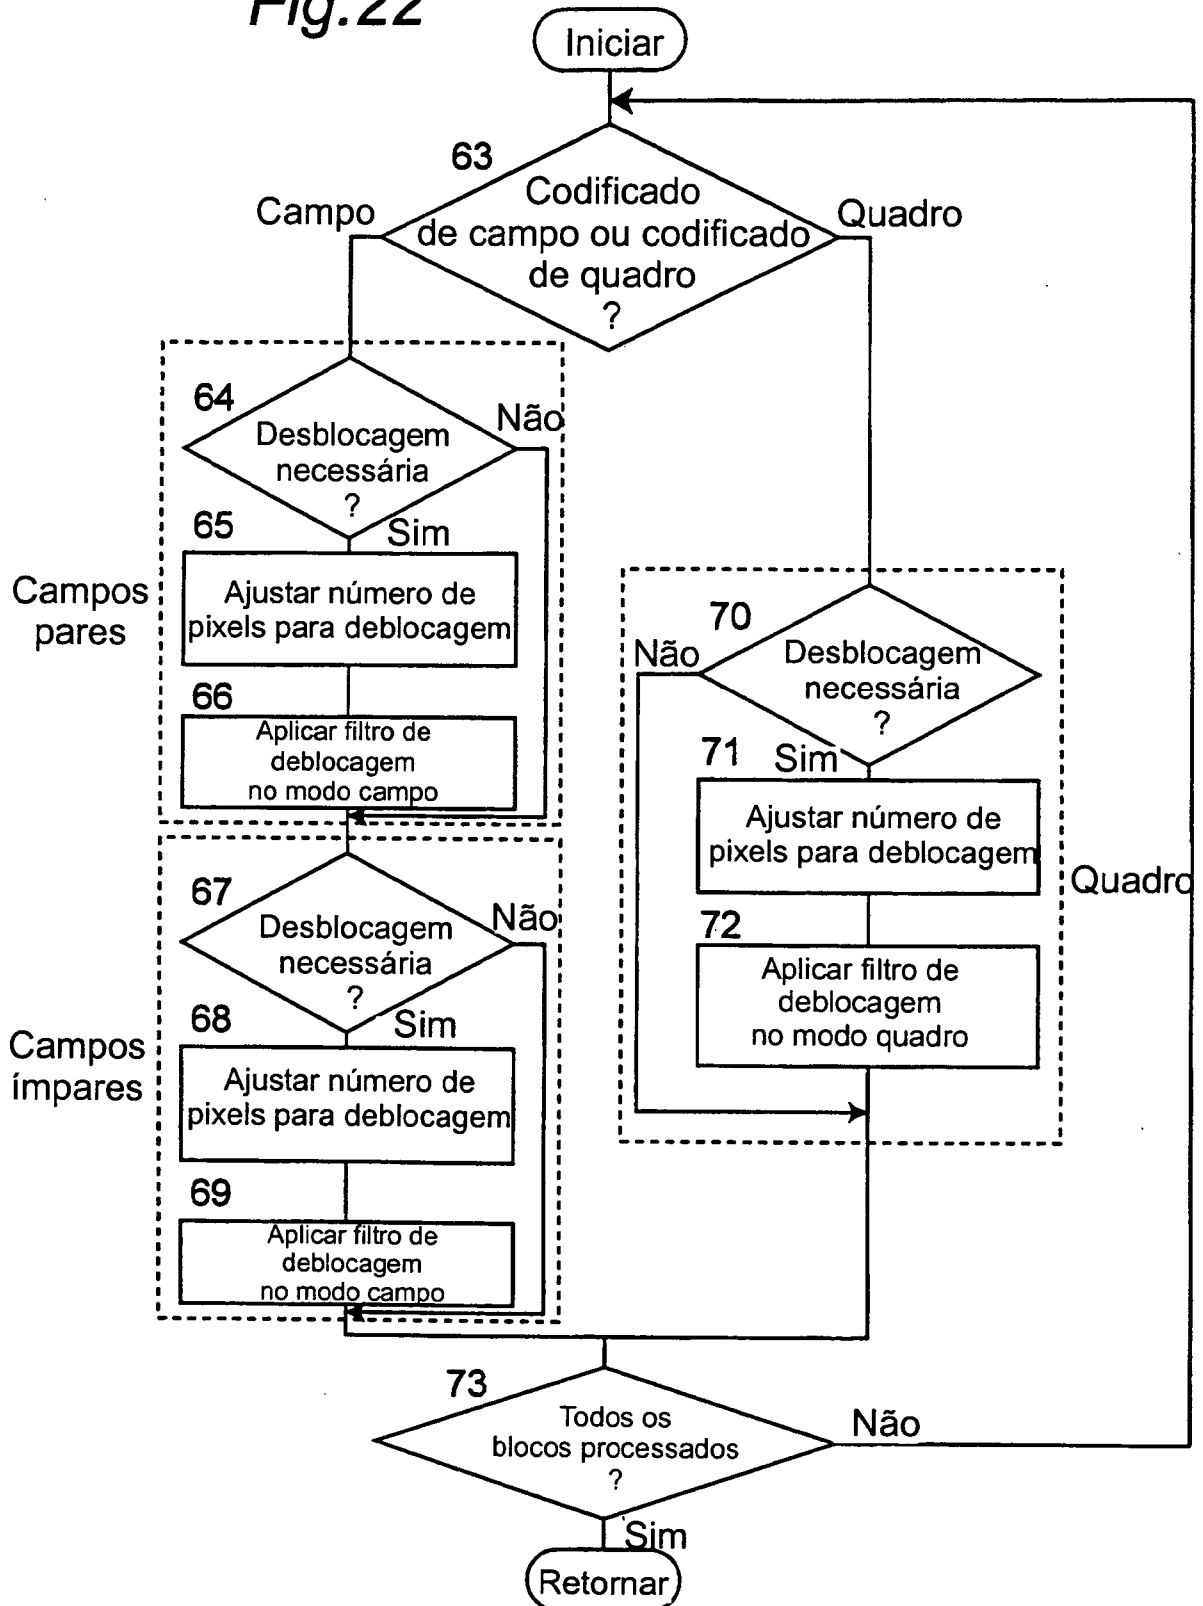 Fig.22
Iniciar
63
Codificado
de campo ou codificado
de quadro
?
Campo
Quadro
64
Desblocagem
necessária
?
Não
Sim
65
Ajustar número de
pixels para deblocagem
66
Aplicar filtro de
deblocagem
no modo campo
Campos
pares
67
Desblocagem
necessária
?
Não
Sim
68
Ajustar número de
pixels para deblocagem
69
Aplicar filtro de
deblocagem
no modo campo
Campos
ímpares
70
Desblocagem
necessária
?
Não
Sim
71
Ajustar número de
pixels para deblocagem
72
Aplicar filtro de
deblocagem
no modo quadro
Quadro
73
Todos os
blocos processados
?
Não
Sim
Retornar